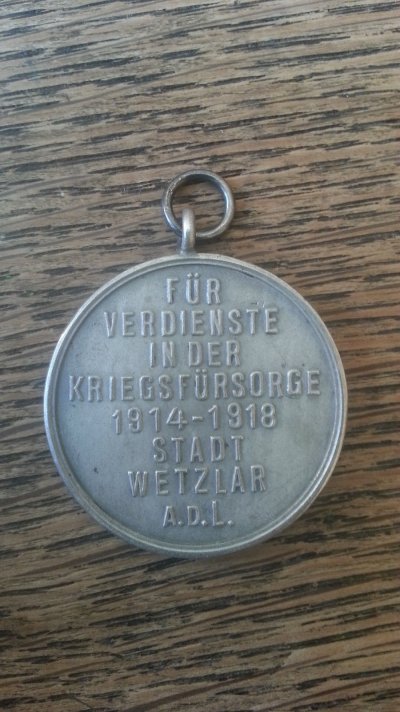 FÜR
VERDIENSTE
IN DER
KRIEGSFÜRSORGE
1914-1918
STADT
WETZLAR
A.D.L.